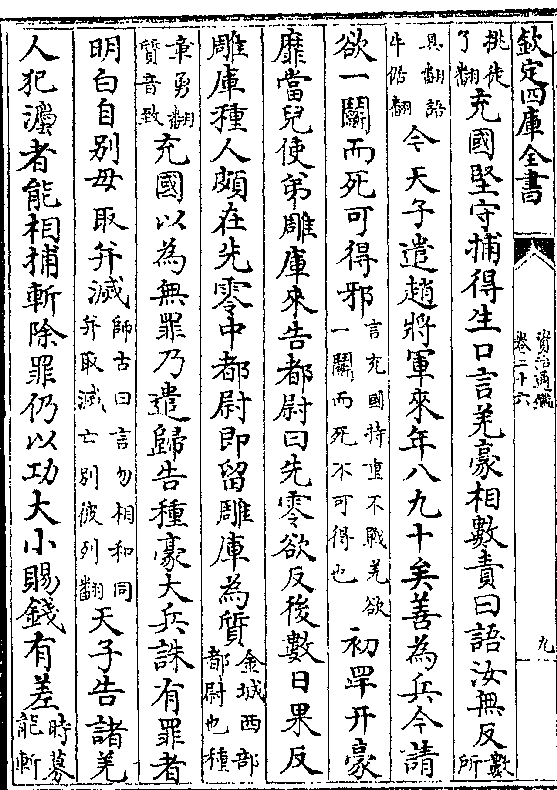 欽定四庫全書
資治通鑑
卷二十六
九
挑徒
了翻
充國堅守捕得生口言羌豪相數責曰語汝無反
數所
具翻語
牛倨翻
今天子遣趙將軍來年八九十矣善為兵今請
欲一鬭而死可得邪
言充國持重不戰羌欲
一鬭而死不可得也
初䍐幵豪
靡當兒使弟雕庫來告都尉曰先零欲反後數日果反
雕庫種人頗在先零中都尉即留雕庫為質
金城西部
都尉也種
章勇翻
質音致
充國以為無罪乃遣歸告種豪大兵誅有罪者
明白自别毋取并滅
師古曰言勿相和同
并取滅亡别彼列翻
天子告諸羌
人犯灋者能相捕斬除罪仍以功大小賜錢有差
時募
能斬